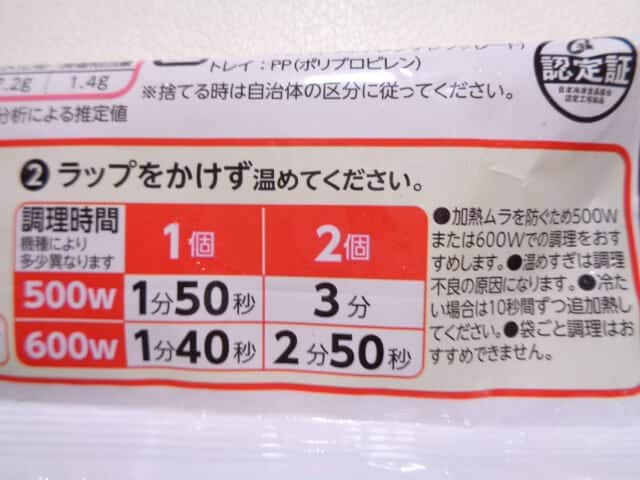 トレイ：PP(ポリプロピレン)
.2g 1.4g
※捨てる時は自治体の区分に従ってください。
分析による推定値
認定証
❷ ラップをかけず温めてください。
調理時間
機種により
多少異なります
1個 2個
500W 1分50秒 3分
600W 1分40秒 2分50秒
●加熱ムラを防ぐため500W
または600Wでの調理をおす
すめします。●温めすぎは調理
不良の原因になります。●冷た
い場合は10秒間ずつ追加加熱し
てください。●袋ごと調理はお
すすめできません。